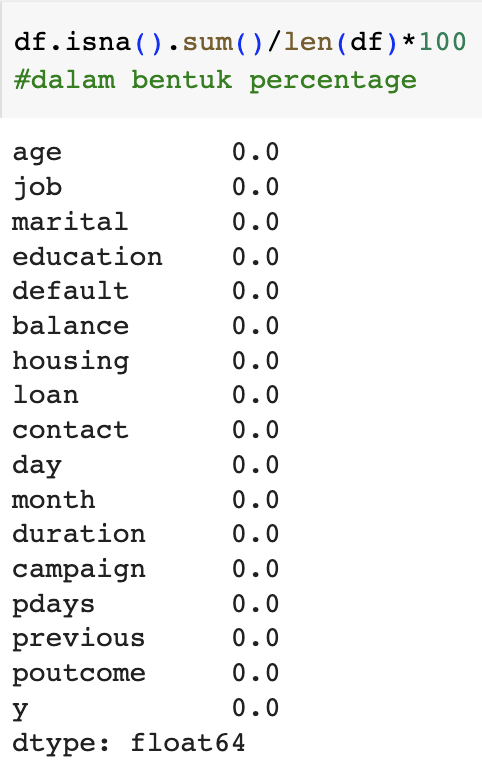 df.isna().sum()/len(df)*100
#dalam bentuk percentage
age 0.0
job 0.0
marital 0.0
education 0.0
default 0.0
balance 0.0
housing 0.0
loan 0.0
contact 0.0
day 0.0
month 0.0
duration 0.0
campaign 0.0
pdays 0.0
previous 0.0
poutcome 0.0
y 0.0
dtype: float64